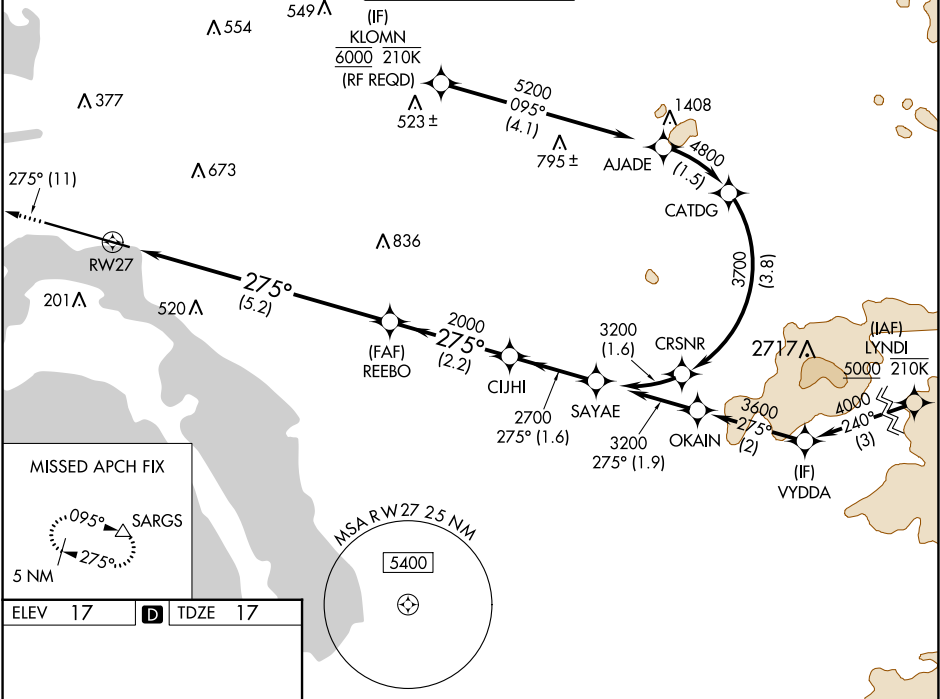 549
(IF)
KLOMN
6000 210K
(RF REQD)
554
377
523 ±
5200
095°
(4.1)
795 ±
1408
AJADE
4800
(1.5)
CATDG
673
275° (11)
RW27
836
3700
(3.8)
201
520
275°
(5.2)
2000
275°
(2.2)
(FAF)
REEBO
CIJHI
3200
(1.6)
CRSNR
2717
(IAF)
LYNDI
5000 210K
SAYAE
2700
275° (1.6)
3200
275° (1.9)
OKAIN
3600
275°
(2)
4000
240°
(3)
(IF)
VYDDA
MISSED APCH FIX
095°
SARGS
275°
5 NM
MSA RW27 25 NM
5400
ELEV 17 D TDZE 17